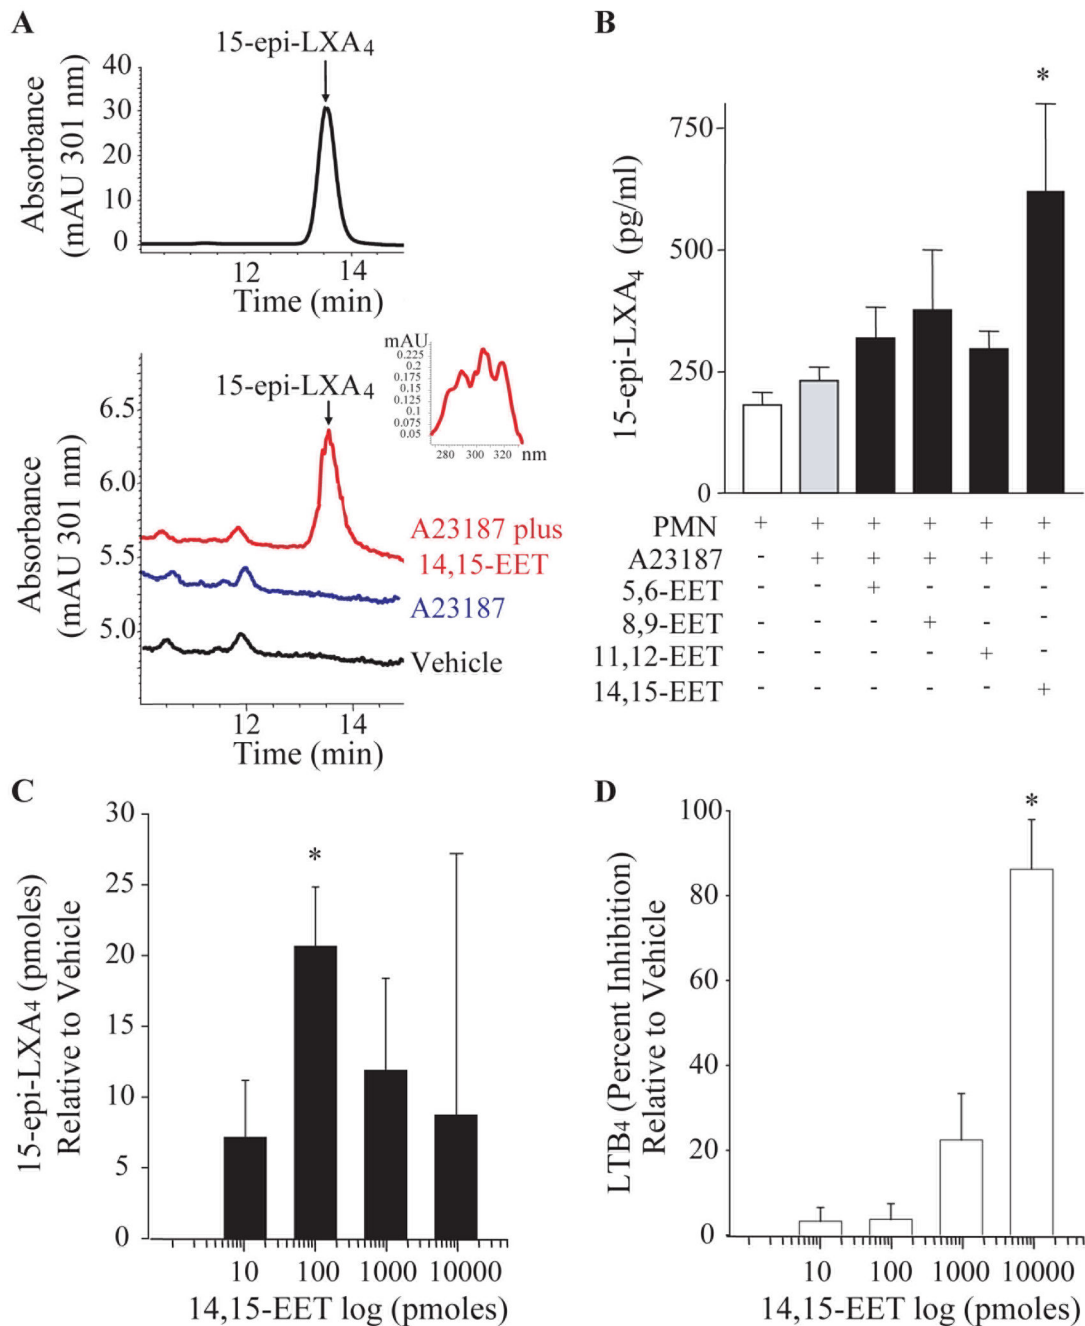 A
15-epi-LXA4
Absorbance
(mAU 301 nm)
40
30
20
10
0
12
14
Time (min)
15-epi-LXA4
Absorbance
(mAU 301 nm)
6.5
6.0
5.5
5.0
mAU
0.225
0.2
0.175
0.15
0.125
0.1
0.075
0.05
280 300 320 nm
A23187 plus
14,15-EET
A23187
Vehicle
12
14
Time (min)
B
15-epi-LXA4 (pg/ml)
750
500
250
0
*
PMN + + + + + +
A23187 - + + + + +
5,6-EET - - + - - -
8,9-EET - - - + - -
11,12-EET - - - - + -
14,15-EET - - - - - +
C
15-epi-LXA4 (pmoles)
Relative to Vehicle
30
25
20
15
10
5
0
*
10 100 1000 10000
14,15-EET log (pmoles)
D
LTB4 (Percent Inhibition)
Relative to Vehicle
100
80
60
40
20
0
*
10 100 1000 10000
14,15-EET log (pmoles)